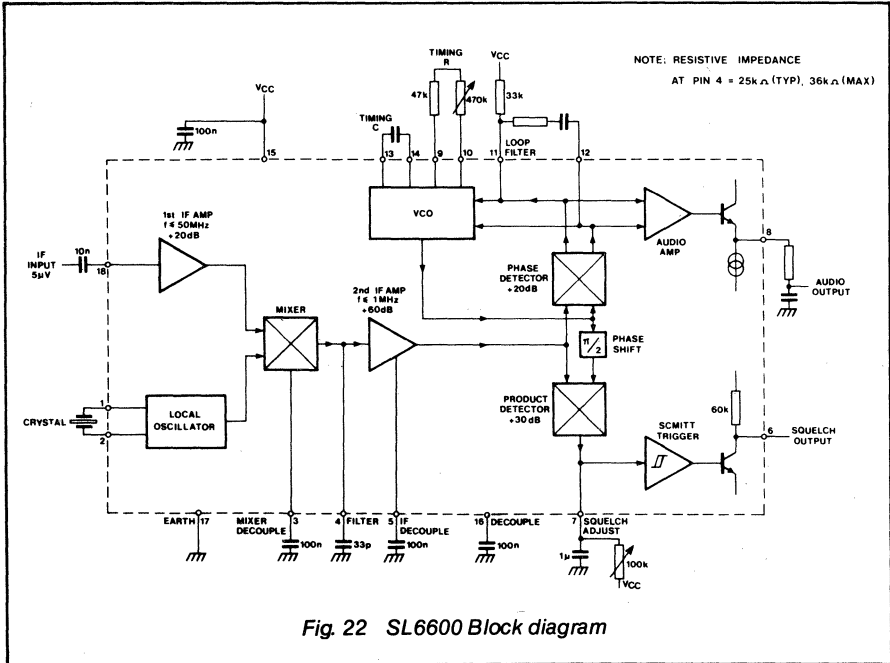 TIMING
R
VCC
NOTE: RESISTIVE IMPEDANCE
AT PIN 4 = 25kΩ (TYP), 36kΩ (MAX)
VCC
47k
470k
33k
100n
TIMING
C
13
14
9
10
11
LOOP
FILTER
12
15
1st IF AMP
f ≤ 50MHz
+20dB
VCO
AUDIO
AMP
8
IF
INPUT
5µV
10n
18
2nd IF AMP
f ≤ 1MHz
+60dB
PHASE
DETECTOR
+20dB
AUDIO
OUTPUT
MIXER
π/2
PHASE
SHIFT
CRYSTAL
1
2
LOCAL
OSCILLATOR
PRODUCT
DETECTOR
+30dB
SCMITT
TRIGGER
60k
6
SQUELCH
OUTPUT
EARTH 17
MIXER
DECOUPLE
3
4 FILTER
5 IF
DECOUPLE
16 DECOUPLE
7 SQUELCH
ADJUST
100n
33p
100n
100n
1µ
100k
VCC
Fig. 22 SL6600 Block diagram